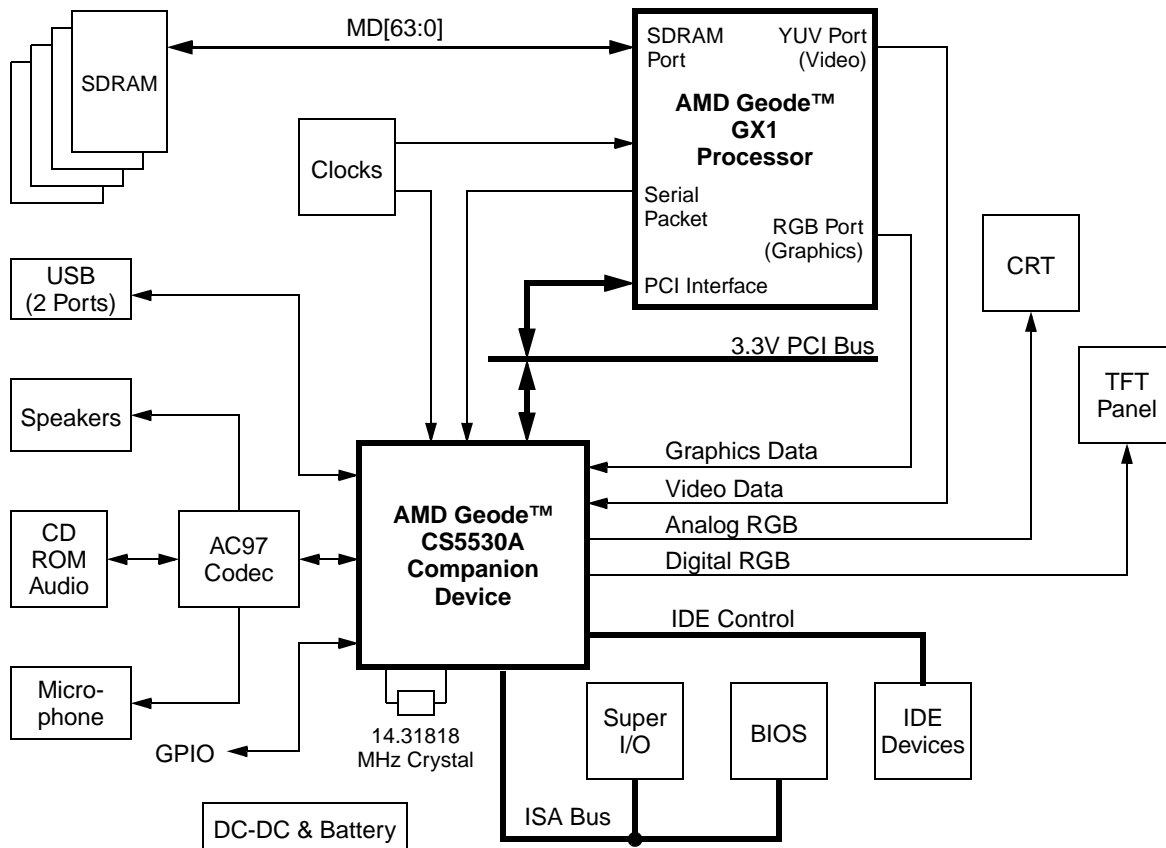 MD[63:0]
SDRAM
SDRAM
Port
YUV Port
(Video)
AMD Geode™
GX1
Processor
Clocks
Serial
Packet
RGB Port
(Graphics)
PCI Interface
CRT
USB
(2 Ports)
3.3V PCI Bus
TFT
Panel
Speakers
Graphics Data
Video Data
Analog RGB
Digital RGB
AMD Geode™
CS5530A
Companion
Device
CD
ROM
Audio
AC97
Codec
IDE Control
Micro-
phone
GPIO
14.31818
MHz Crystal
Super
I/O
BIOS
IDE
Devices
ISA Bus
DC-DC & Battery